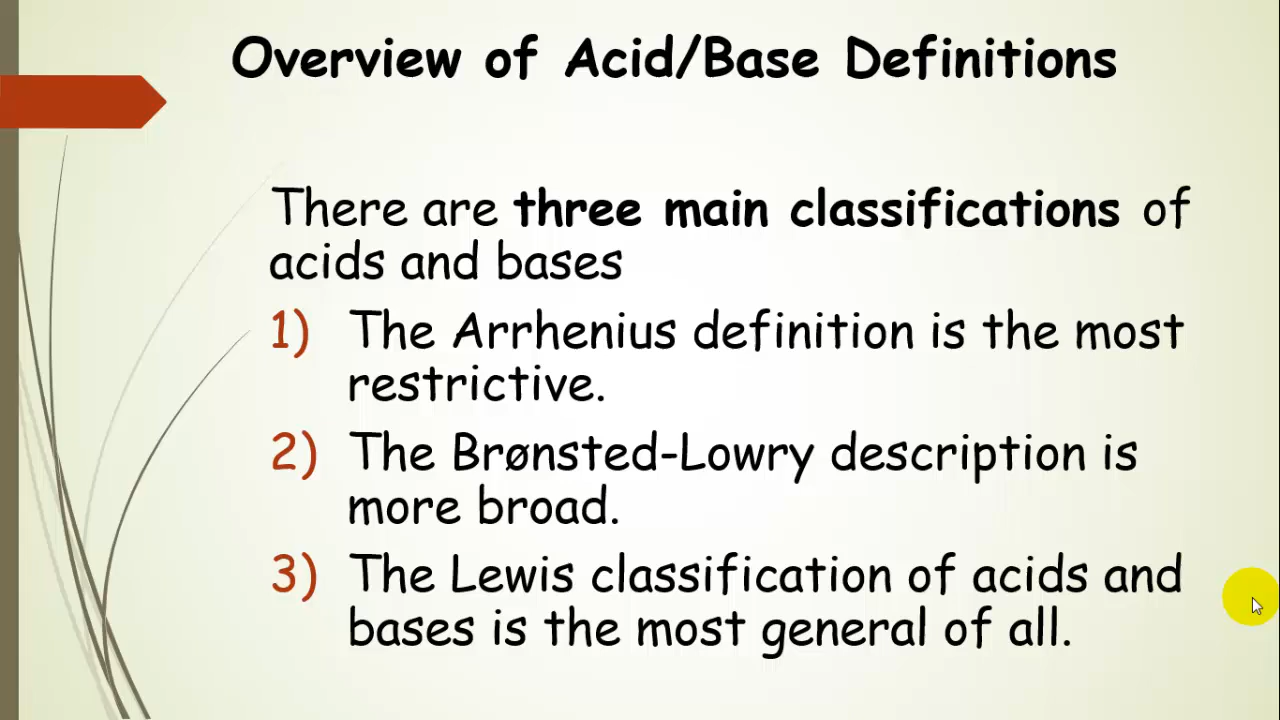 Overview of Acid/Base Definitions
There are three main classifications of
acids and bases
1) The Arrhenius definition is the most
restrictive.
2) The Brønsted-Lowry description is
more broad.
3) The Lewis classification of acids and
bases is the most general of all.